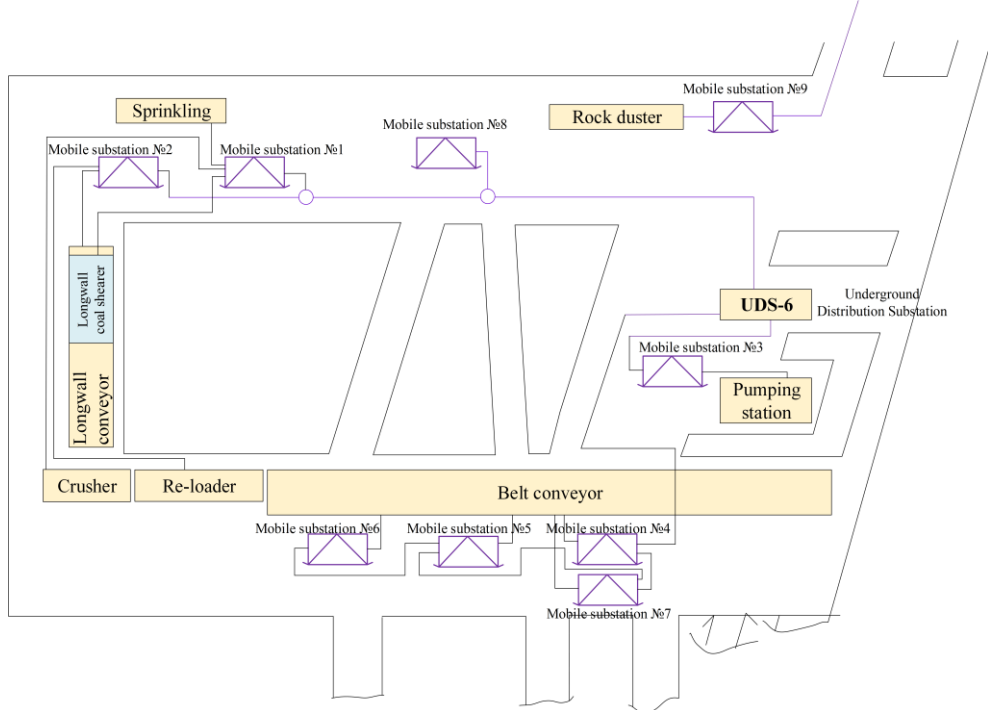 Mobile substation №9
Sprinkling
Rock duster
Mobile substation №8
Mobile substation №2
Mobile substation №1
Longwall
coal shearer
UDS-6
Underground
Distribution Substation
Mobile substation №3
Longwall
conveyor
Pumping
station
Crusher
Re-loader
Belt conveyor
Mobile substation №6
Mobile substation №5
Mobile substation №4
Mobile substation №7